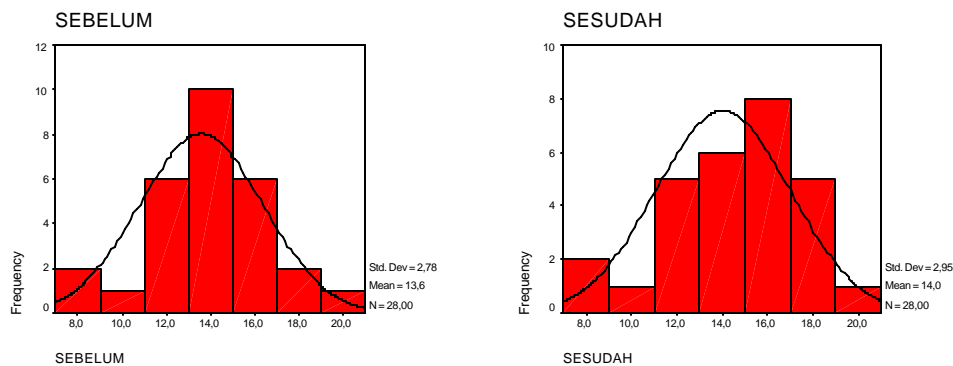 SEBELUM
12
10
8
6
4
2
0
Frequency
8,0 10,0 12,0 14,0 16,0 18,0 20,0
Std. Dev = 2,78
Mean = 13,6
N = 28,00
SEBELUM
SESUDAH
10
8
6
4
2
0
Frequency
8,0 10,0 12,0 14,0 16,0 18,0 20,0
Std. Dev = 2,95
Mean = 14,0
N = 28,00
SESUDAH